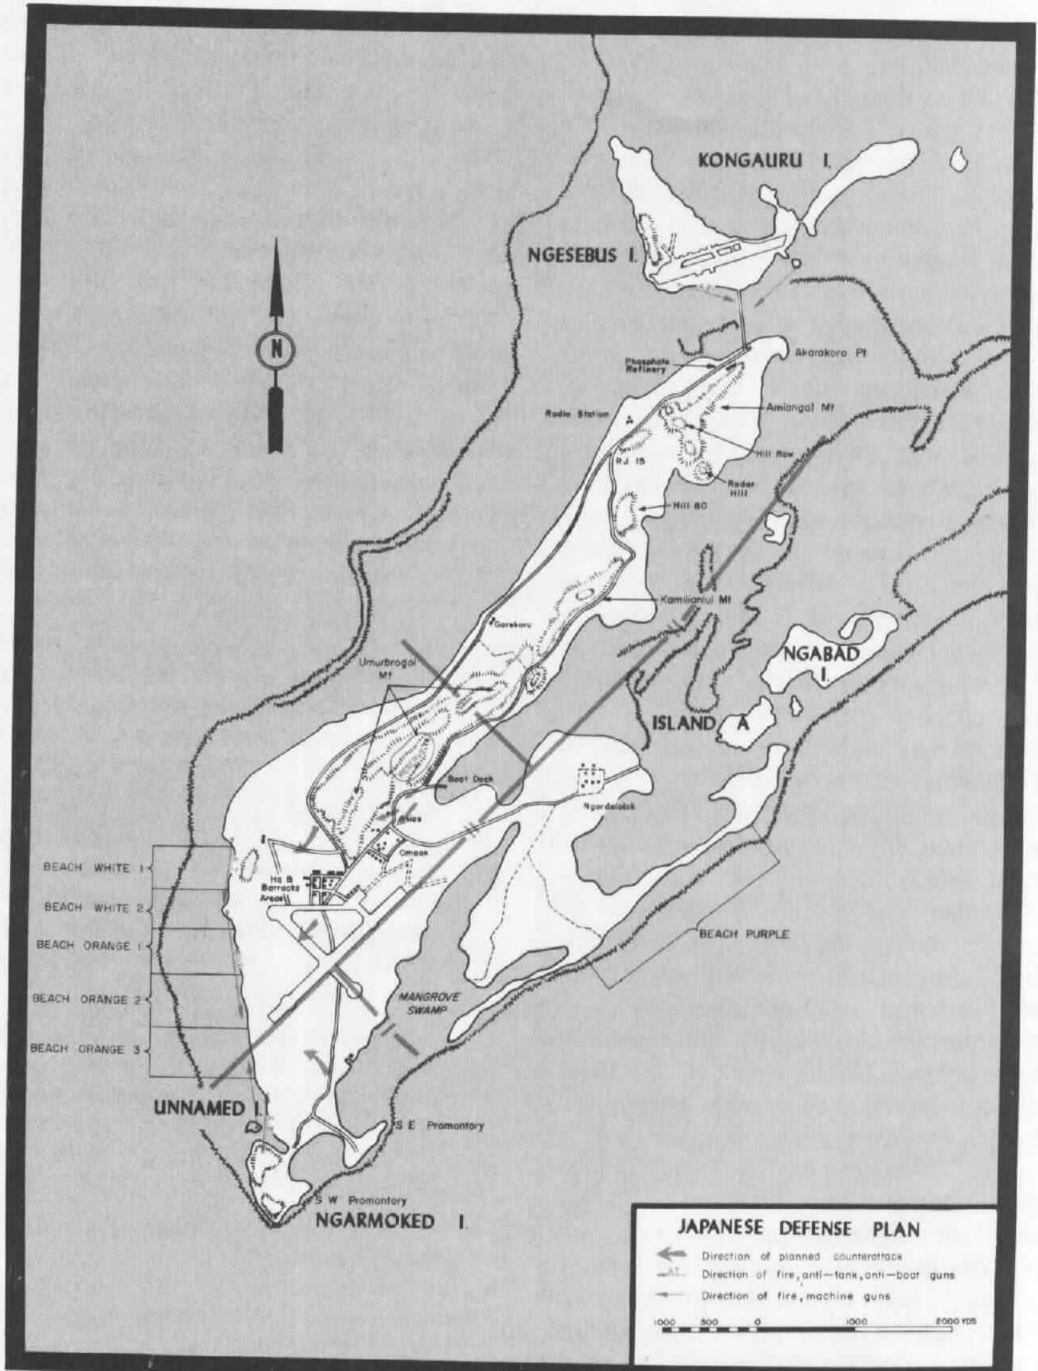 KONGAURU I.
NGESEBUS I.
N
Akarakoro Pt
Phosphate
Refinery
Radio Station
Amiangal Mt
Hill Row
RJ 15
Radar
Hill
Hill 80
Kamilianlul Mt
Garekoru
Umurbrogol
Mt
NGABAD
I.
ISLAND A
Boat Dock
Ngardololok
Asias
Omaok
BEACH WHITE 1
Hq &
Barracks
Areas
BEACH WHITE 2
BEACH ORANGE 1
BEACH PURPLE
BEACH ORANGE 2
MANGROVE
SWAMP
BEACH ORANGE 3
UNNAMED I.
S E Promontory
S W Promontory
NGARMOKED I.
JAPANESE DEFENSE PLAN
Direction of planned counterattack
AT
Direction of fire, anti-tank, anti-boat guns
Direction of fire, machine guns
1000 500 0 1000 2000 YDS